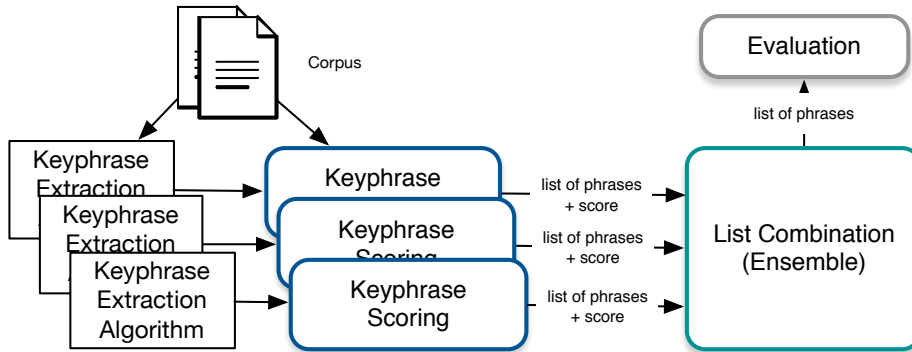 Corpus
Evaluation
list of phrases
Keyphrase
Extraction
Keyphrase
Extraction
Keyphrase
Extraction
Algorithm
Keyphrase
Keyphrase
Scoring
Keyphrase
Scoring
list of phrases
+ score
list of phrases
+ score
list of phrases
+ score
List Combination
(Ensemble)